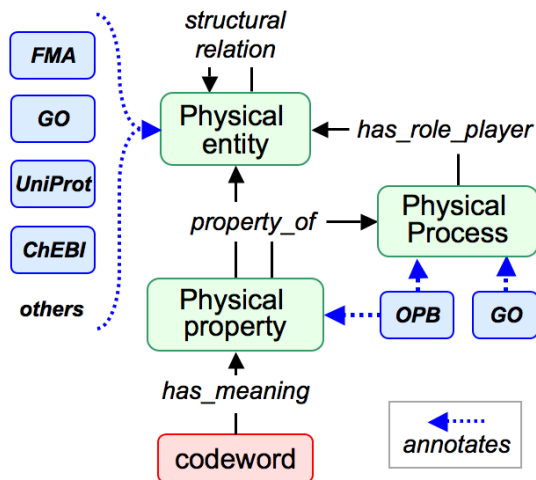 structural
relation
FMA
GO
UniProt
ChEBI
others
Physical
entity
has_role_player
property_of
Physical
Process
Physical
property
OPB
GO
has_meaning
codeword
annotates